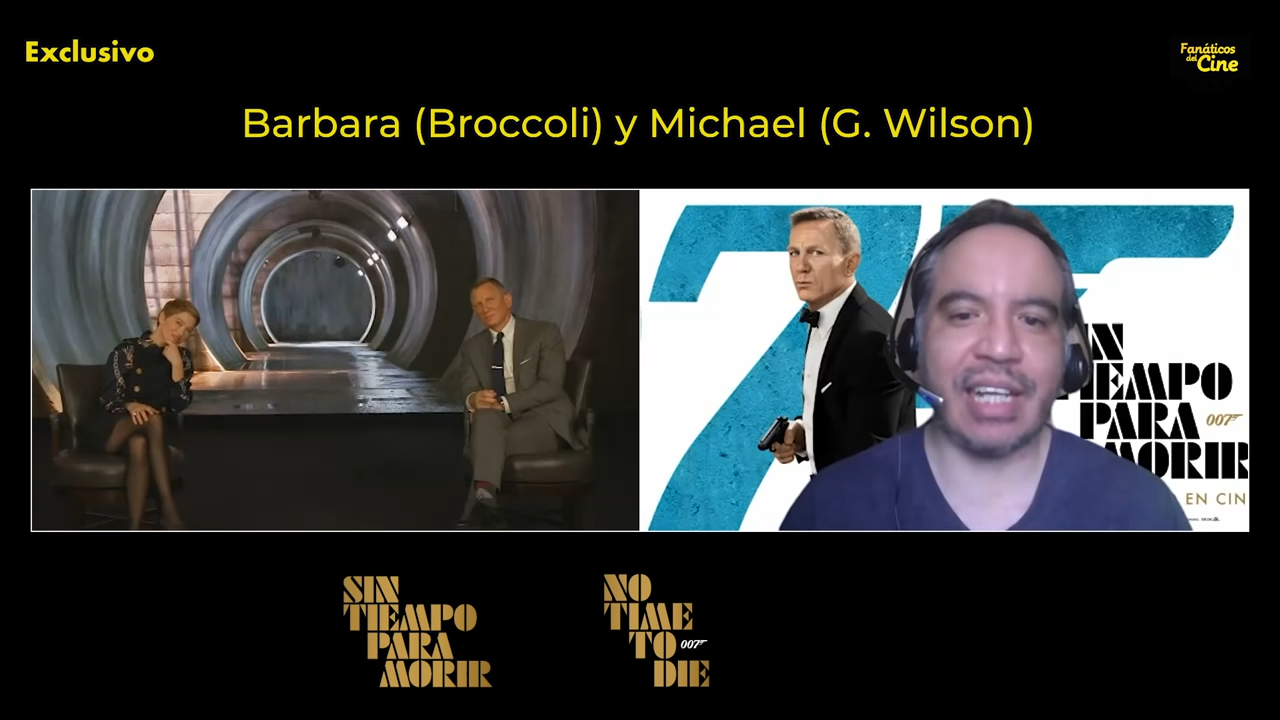 Exclusivo
Fanáticos
del Cine
Barbara (Broccoli) y Michael (G. Wilson)
IN
IEMPO
PARA
007
MORIR
EN CIN
SIN
TIEMPO
PARA
MORIR
NO
TIME
TO 007
DIE